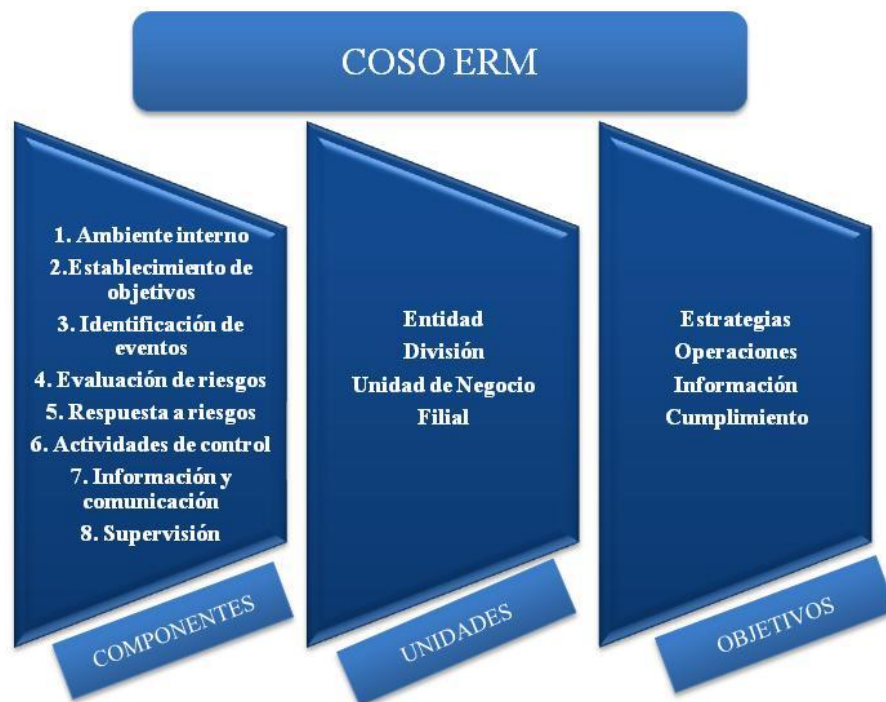 COSO ERM
1. Ambiente interno
2.Establecimiento de
objetivos
3. Identificación de
eventos
4. Evaluación de riesgos
5. Respuesta a riesgos
6. Actividades de control
7. Información y
comunicación
8. Supervisión
COMPONENTES
Entidad
División
Unidad de Negocio
Filial
UNIDADES
Estrategias
Operaciones
Información
Cumplimiento
OBJETIVOS